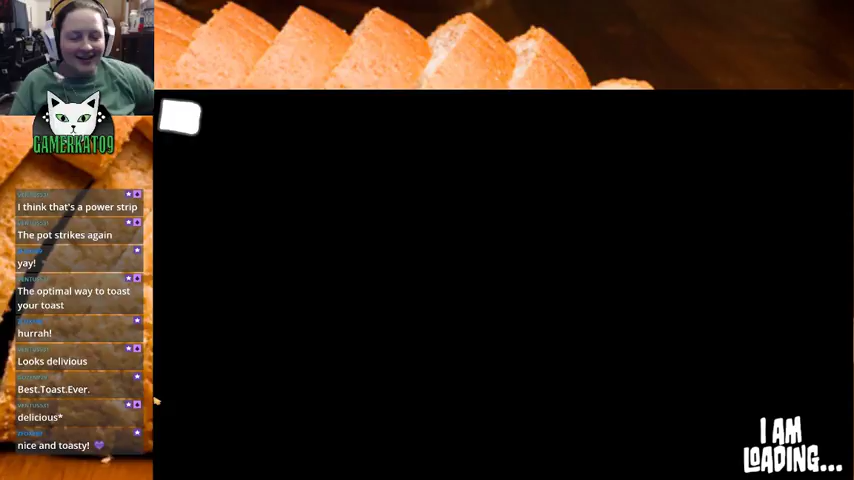 GAMERKAT09
I think that's a power strip
The pot strikes again
yay!
The optimal way to toast
your toast
hurrah!
Looks delivious
Best.Toast.Ever.
delicious*
nice and toasty! 💜
I AM
LOADING...